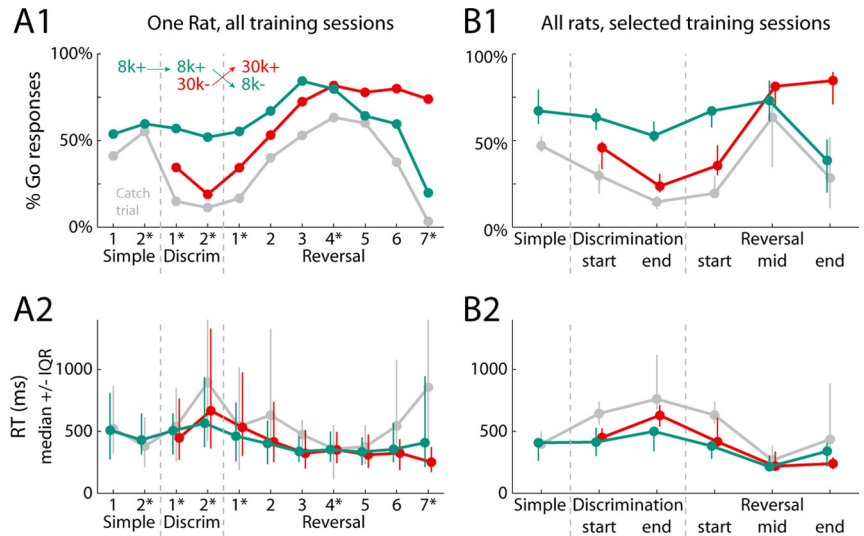 A1 One Rat, all training sessions
100%
50%
0%
% Go responses
8k+ 8k+ 30k+
30k- 8k-
Catch
trial
1 2* 1* 2* 1* 2 3 4* 5 6 7*
Simple Discrim Reversal
B1 All rats, selected training sessions
100%
50%
0%
Simple Discrimination Reversal
start end start mid end
A2
1000
500
0
RT (ms)
median +/- IQR
1 2* 1* 2* 1* 2 3 4* 5 6 7*
Simple Discrim Reversal
B2
1000
500
0
Simple Discrimination Reversal
start end start mid end